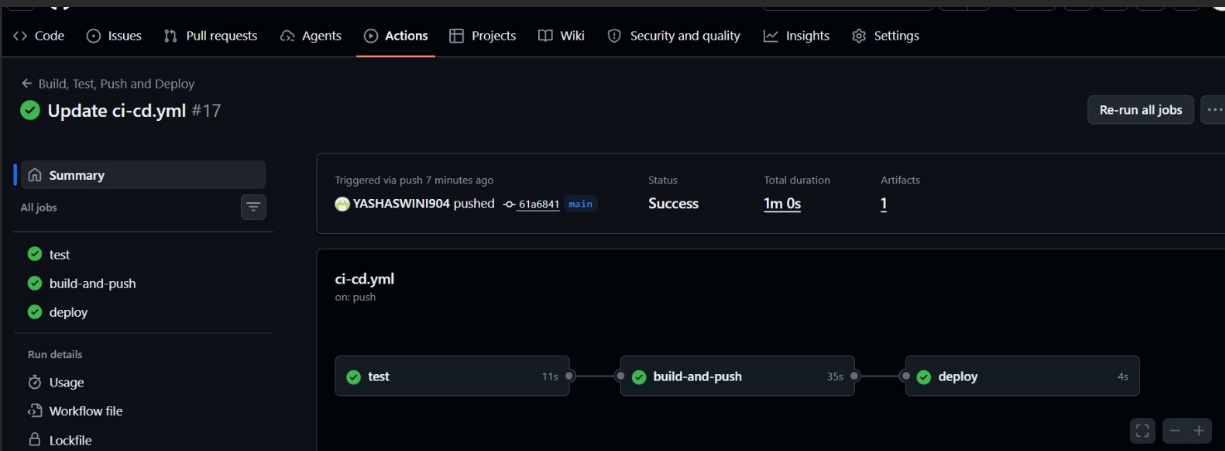 Code Issues Pull requests Agents Actions Projects Wiki Security and quality Insights Settings
Build, Test, Push and Deploy
Update ci-cd.yml #17
Re-run all jobs
Summary
All jobs
test
build-and-push
deploy
Run details
Usage
Workflow file
Lockfile
Triggered via push 7 minutes ago
YASHASWINI904 pushed 61a6841 main
Status
Success
Total duration
1m 0s
Artifacts
1
ci-cd.yml
on: push
test 11s
build-and-push 35s
deploy 4s